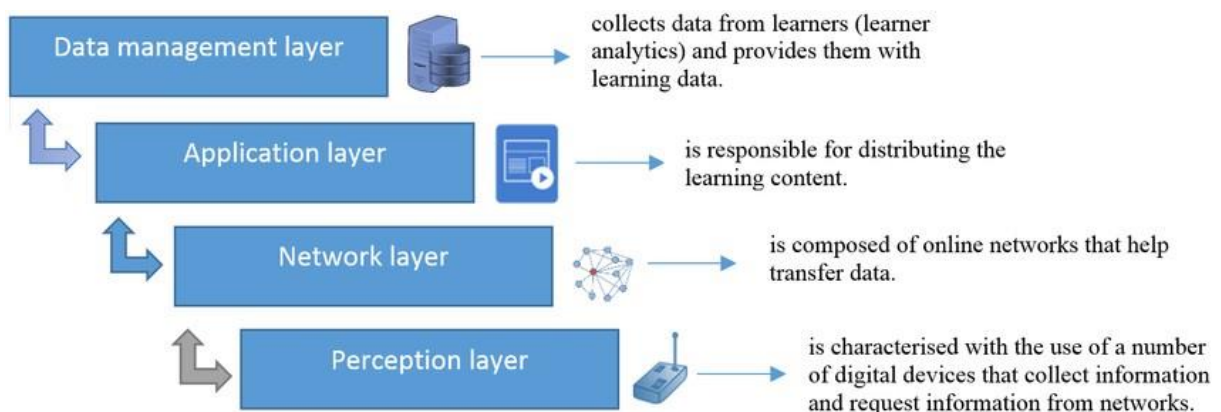 Data management layer
collects data from learners (learner
analytics) and provides them with
learning data.
Application layer
is responsible for distributing the
learning content.
Network layer
is composed of online networks that help
transfer data.
Perception layer
is characterised with the use of a number
of digital devices that collect information
and request information from networks.